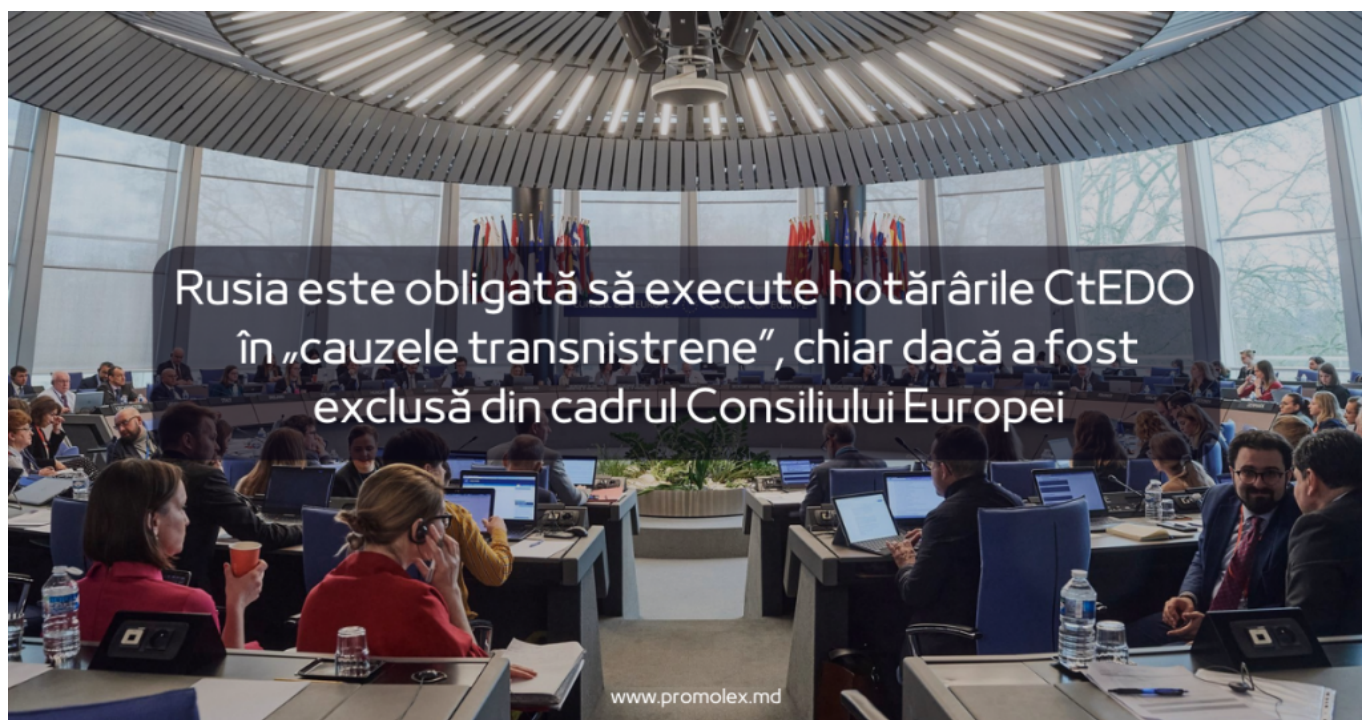 Rusia este obligată să execute hotărârile CtEDO
în „cauzele transnistrene”, chiar dacă a fost
exclusă din cadrul Consiliului Europei
www.promolex.md